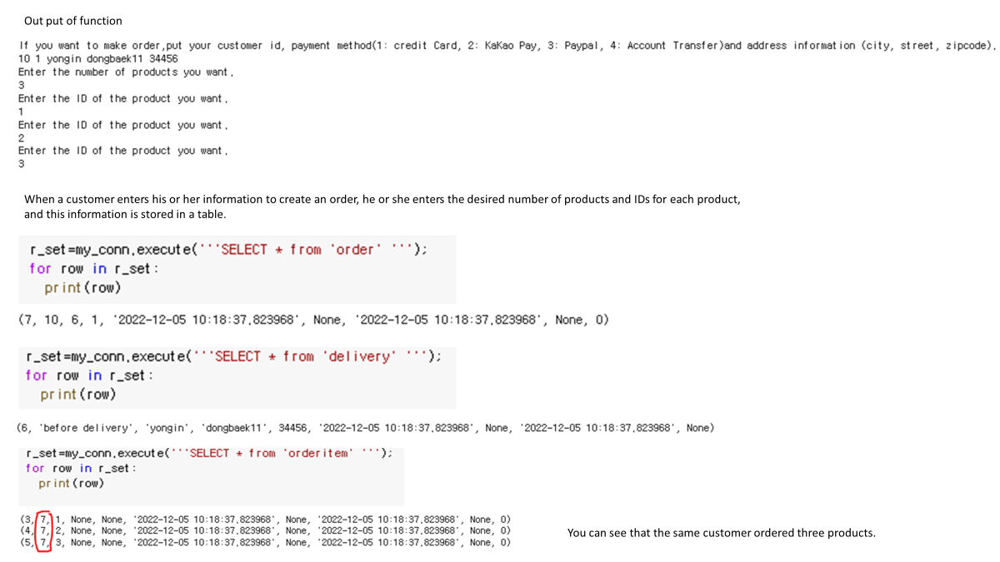 Out put of function
If you want to make order,put your customer id, payment method(1: credit Card, 2: KaKao Pay, 3: Paypal, 4: Account Transfer)and address information (city, street, zipcode).
10 1 yongin dongbaek11 34456
Enter the number of products you want.
3
Enter the ID of the product you want.
1
Enter the ID of the product you want.
2
Enter the ID of the product you want.
3
When a customer enters his or her information to create an order, he or she enters the desired number of products and IDs for each product,
and this information is stored in a table.
r_set=my_conn.execute('''SELECT * from 'order' ''');
for row in r_set:
print(row)
(7, 10, 6, 1, '2022-12-05 10:18:37.823968', None, '2022-12-05 10:18:37.823968', None, 0)
r_set=my_conn.execute('''SELECT * from 'delivery' ''');
for row in r_set:
print(row)
(6, 'before delivery', 'yongin', 'dongbaek11', 34456, '2022-12-05 10:18:37.823968', None, '2022-12-05 10:18:37.823968', None)
r_set=my_conn.execute('''SELECT * from 'orderitem' ''');
for row in r_set:
print(row)
(3, 7, 1, None, None, '2022-12-05 10:18:37.823968', None, '2022-12-05 10:18:37.823968', None, 0)
(4, 7, 2, None, None, '2022-12-05 10:18:37.823968', None, '2022-12-05 10:18:37.823968', None, 0)
(5, 7, 3, None, None, '2022-12-05 10:18:37.823968', None, '2022-12-05 10:18:37.823968', None, 0)
You can see that the same customer ordered three products.